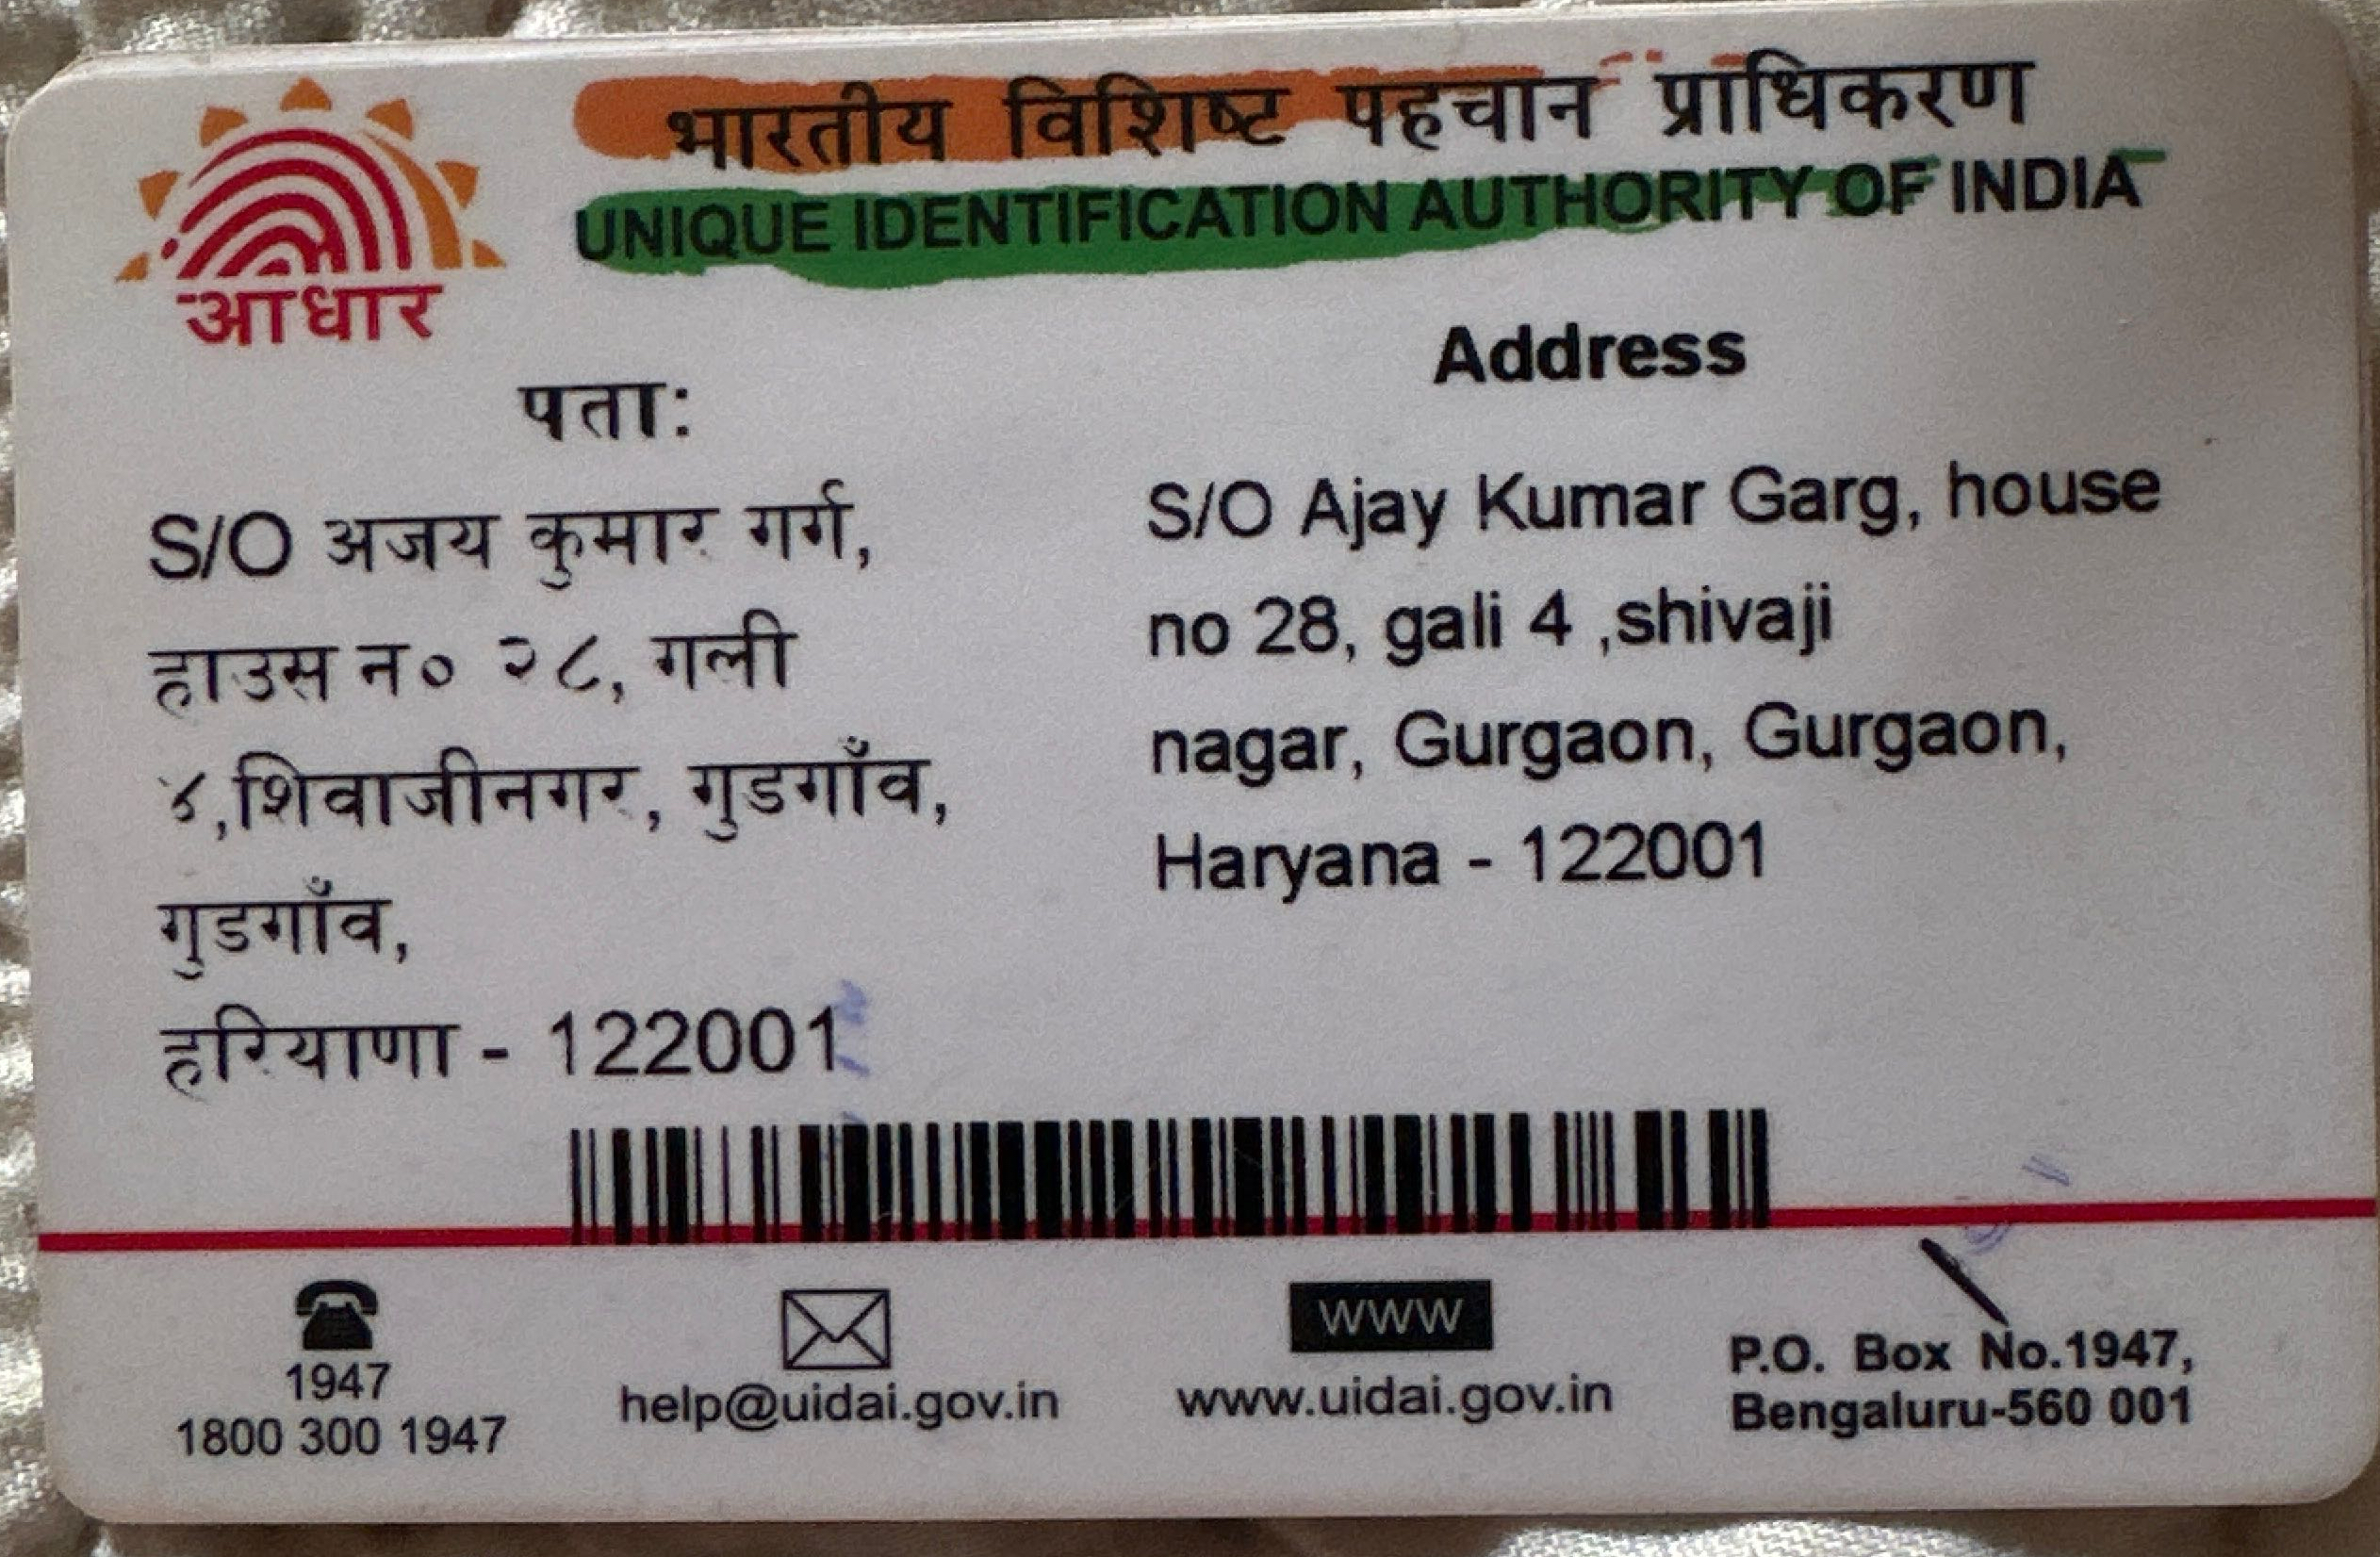 भारतीय विशिष्ट पहचान प्राधिकरण
UNIQUE IDENTIFICATION AUTHORITY OF INDIA
आधार
पता:
S/O अजय कुमार गर्ग,
हाउस न० २८, गली
४,शिवाजीनगर, गुडगाँव,
गुडगाँव,
हरियाणा - 122001
Address
S/O Ajay Kumar Garg, house
no 28, gali 4 ,shivaji
nagar, Gurgaon, Gurgaon,
Haryana - 122001
1947
1800 300 1947
help@uidai.gov.in
WWW
www.uidai.gov.in
P.O. Box No.1947,
Bengaluru-560 001